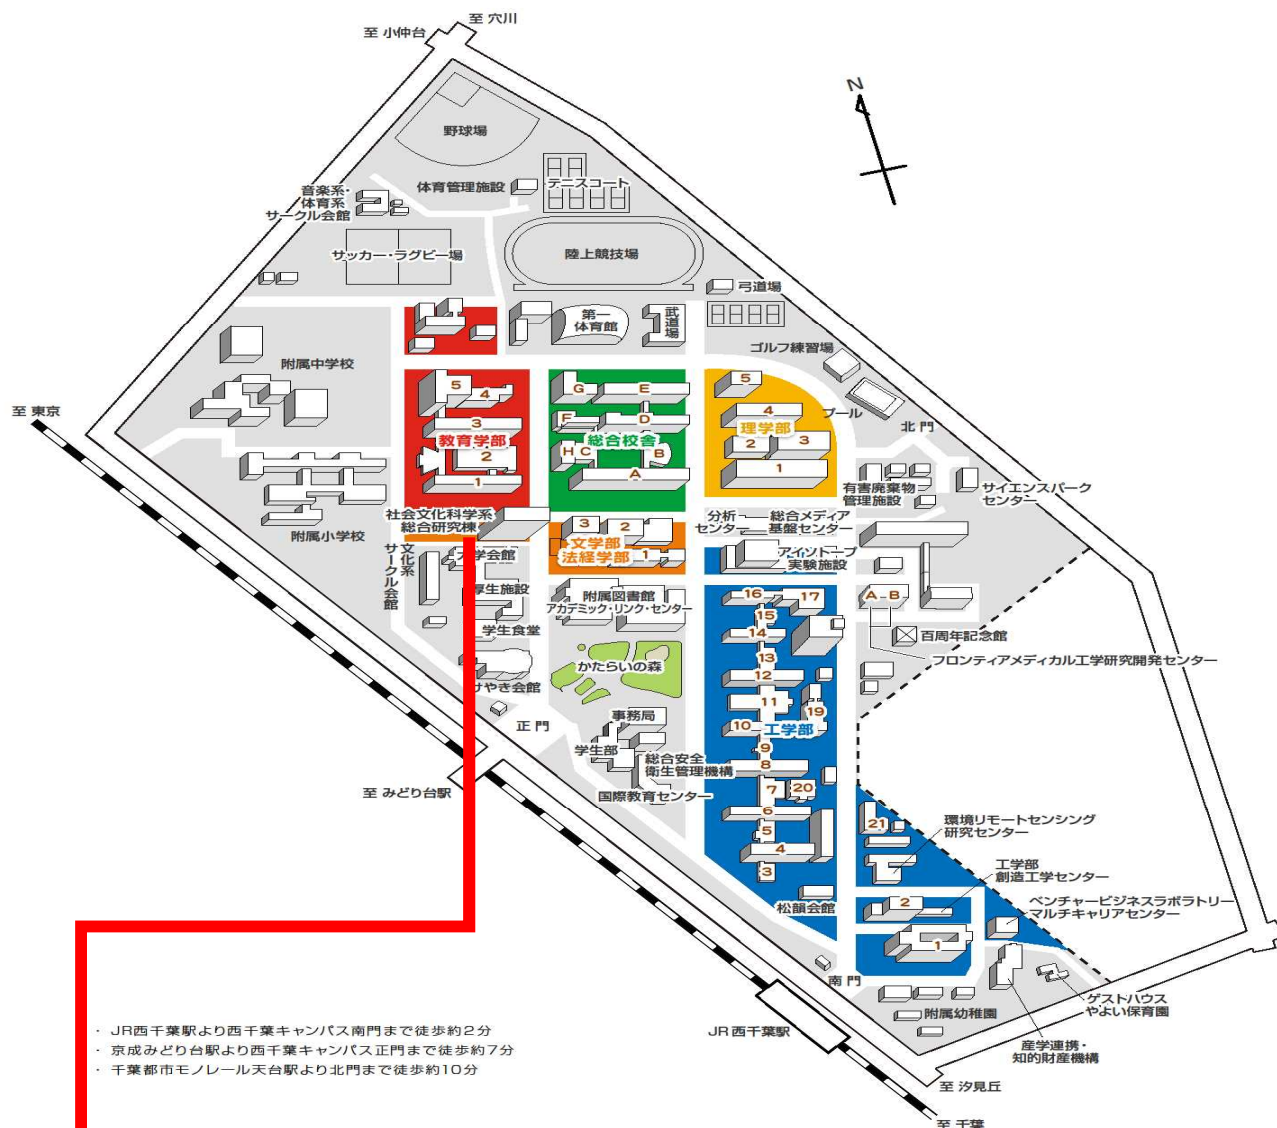 至 穴川
至 小仲台
N
野球場
体育管理施設
テニスコート
音楽系・
体育系
サークル会館
サッカー・ラグビー場
陸上競技場
弓道場
第一
体育館
武道場
ゴルフ練習場
プール
北門
附属中学校
至 東京
5
4
3
教育学部
2
1
G
E
F
D
総合校舎
H
C
B
A
5
4
理学部
3
2
1
有害廃棄物
管理施設
サイエンスパーク
センター
社会文化科学系
総合研究棟
附属小学校
3
2
文学部
法経学部
1
分析
センター
総合メディア
基盤センター
アイソトープ
実験施設
文化系
サークル会館
大学会館
厚生施設
学生食堂
けやき会館
附属図書館
アカデミック・リンク・センター
かたらいの森
16
17
15
14
13
12
11
19
10
工学部
9
8
7
20
6
5
4
3
A
B
百周年記念館
フロンティアメディカル工学研究開発センター
正門
事務局
学生部
総合安全
衛生管理機構
国際教育センター
至 みどり台駅
21
環境リモートセンシング
研究センター
工学部
創造工学センター
松韻会館
2
1
ベンチャービジネスラボラトリー
マルチキャリアセンター
南門
附属幼稚園
ゲストハウス
やよい保育園
産学連携・
知的財産機構
JR 西千葉駅
至 汐見丘
至 千葉
・ JR西千葉駅より西千葉キャンパス南門まで徒歩約2分
・ 京成みどり台駅より西千葉キャンパス正門まで徒歩約7分
・ 千葉都市モノレール天台駅より北門まで徒歩約10分